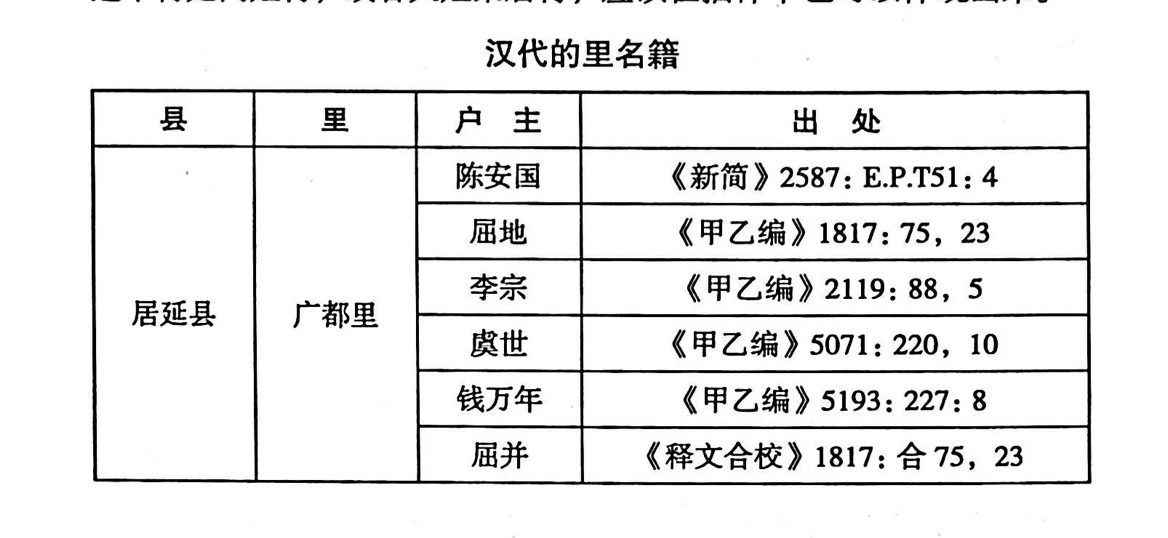 汉代的里名籍
县 里 户主 出处
陈安国 《新简》2587：E.P.T51：4
屈地 《甲乙编》1817：75，23
李宗 《甲乙编》2119：88，5
居延县 广都里
虞世 《甲乙编》5071：220，10
钱万年 《甲乙编》5193：227：8
屈并 《释文合校》1817：合75，23